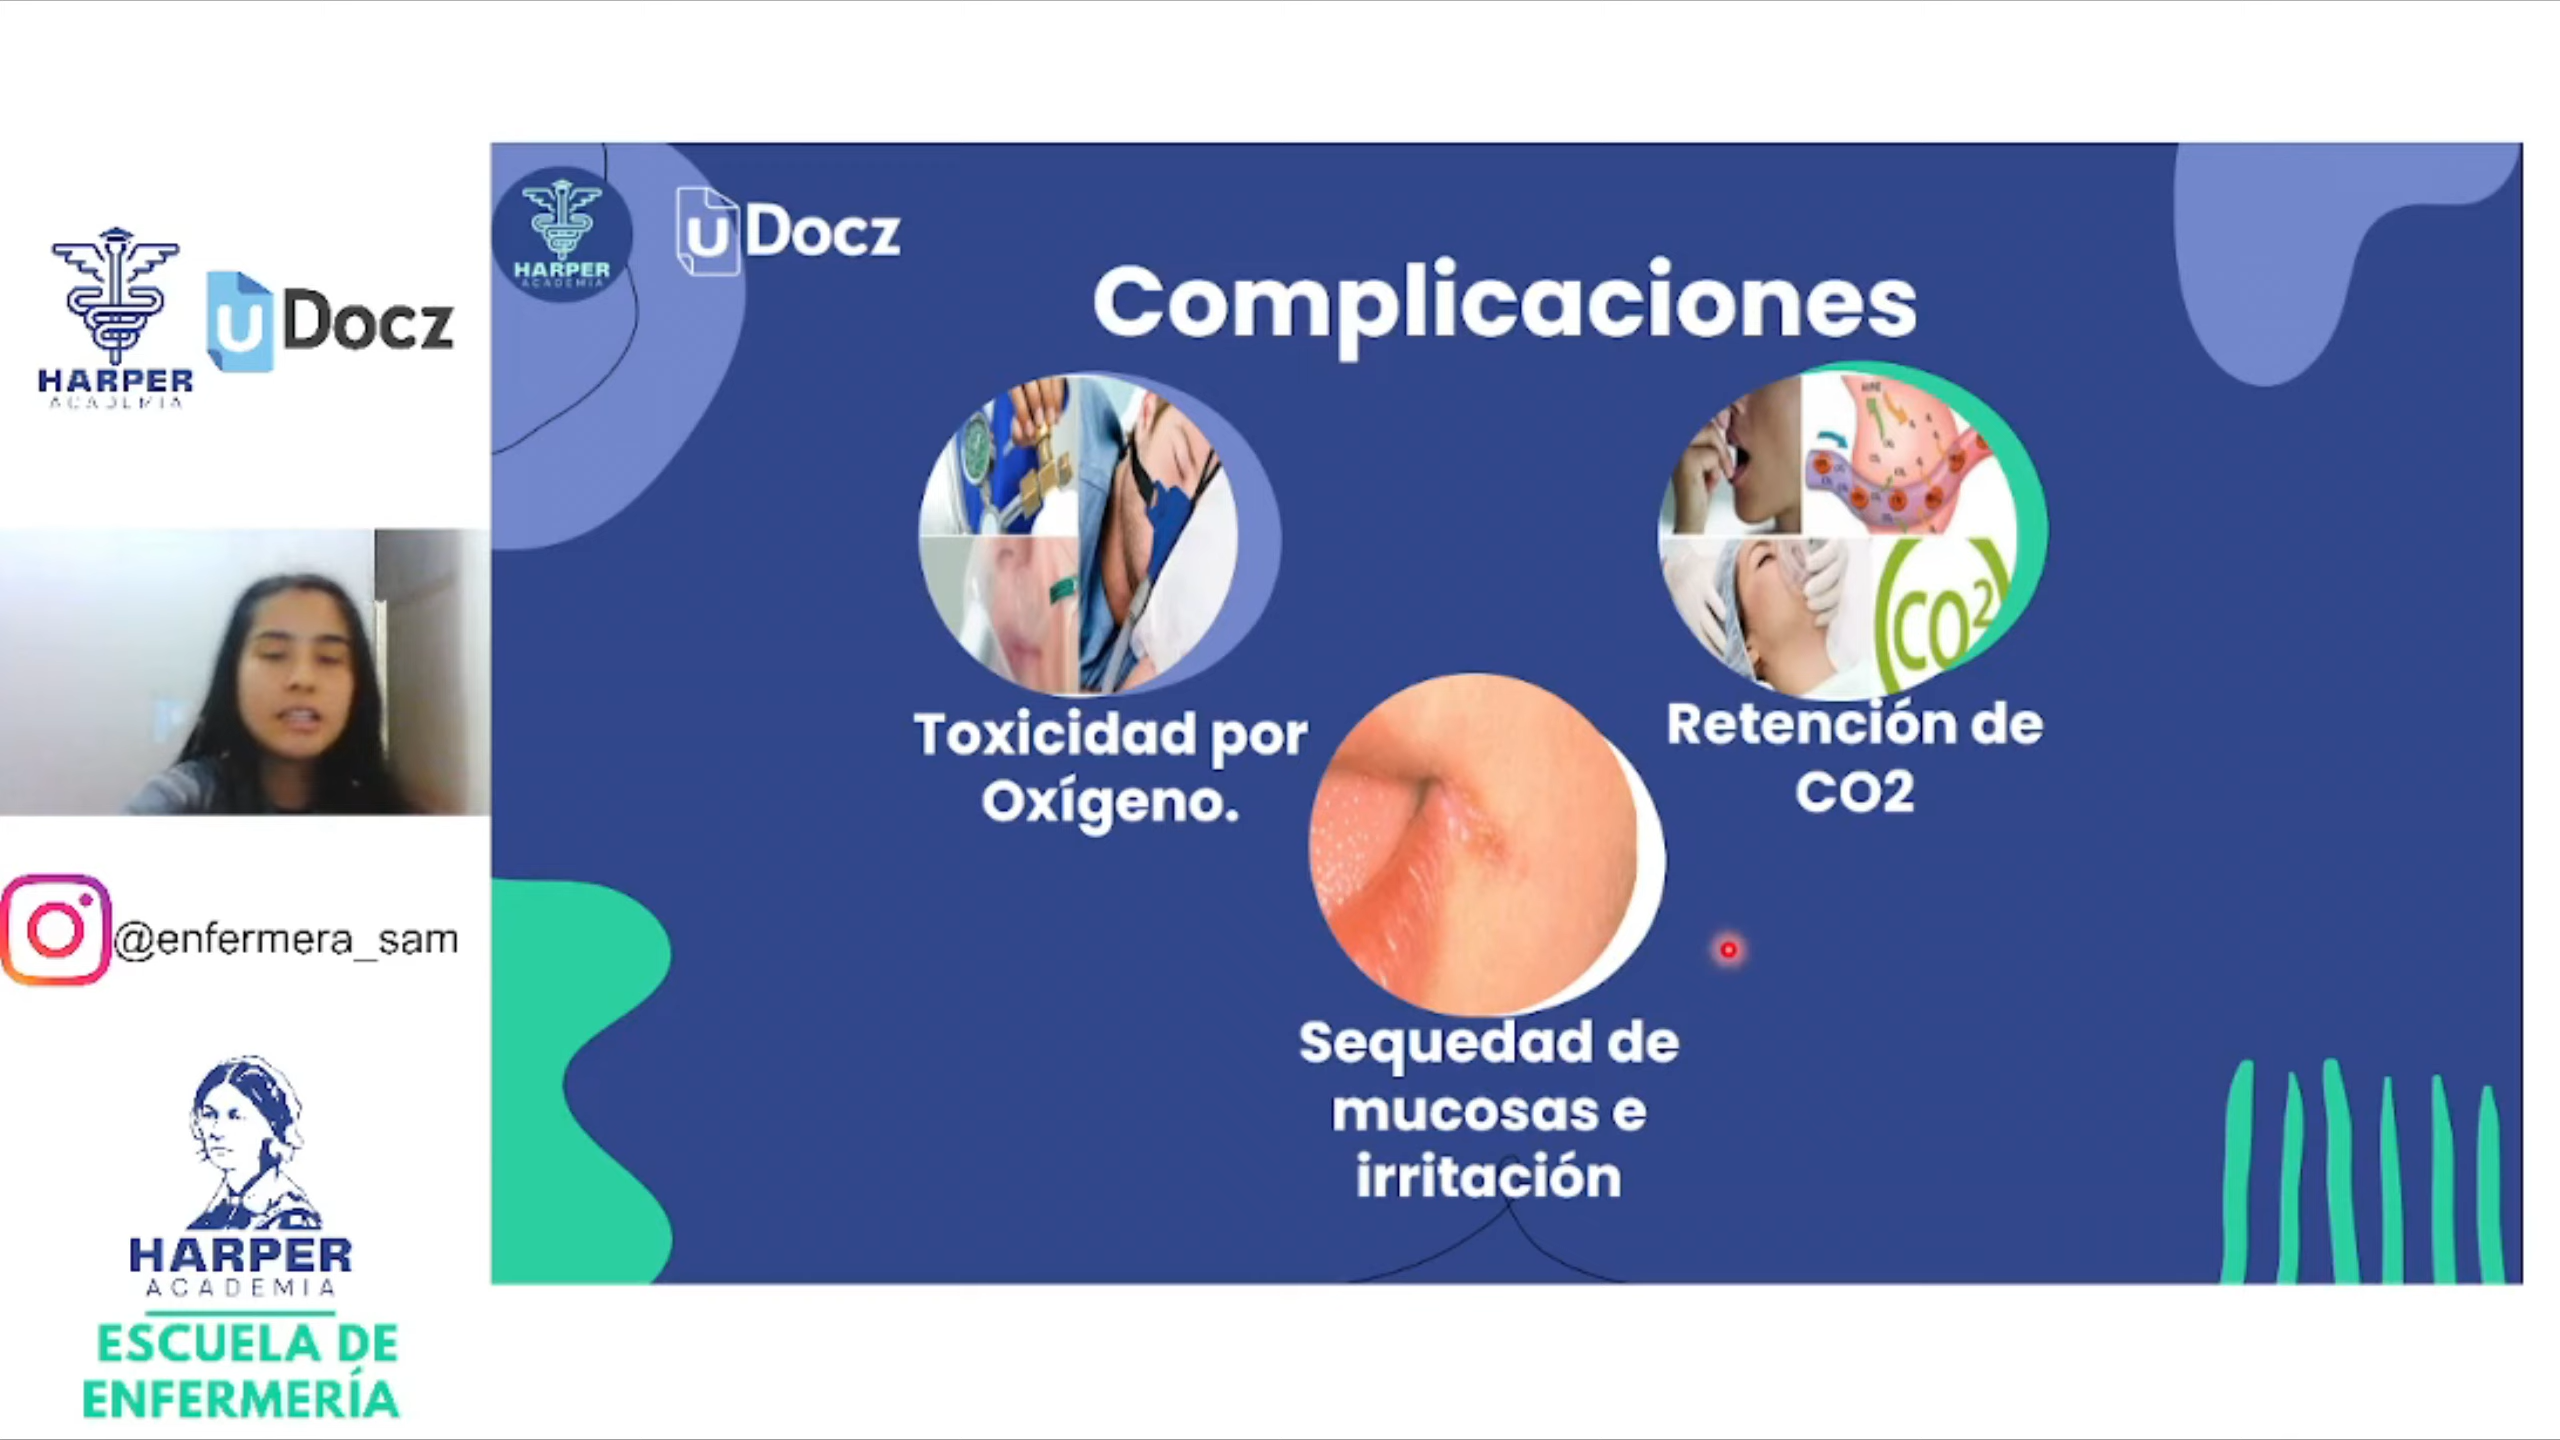 HARPER
ACADEMIA
uDocz
@enfermera_sam
HARPER
ACADEMIA
ESCUELA DE
ENFERMERÍA
HARPER
ACADEMIA
uDocz
Complicaciones
Toxicidad por
Oxígeno.
CO2
Retención de
CO2
Sequedad de
mucosas e
irritación